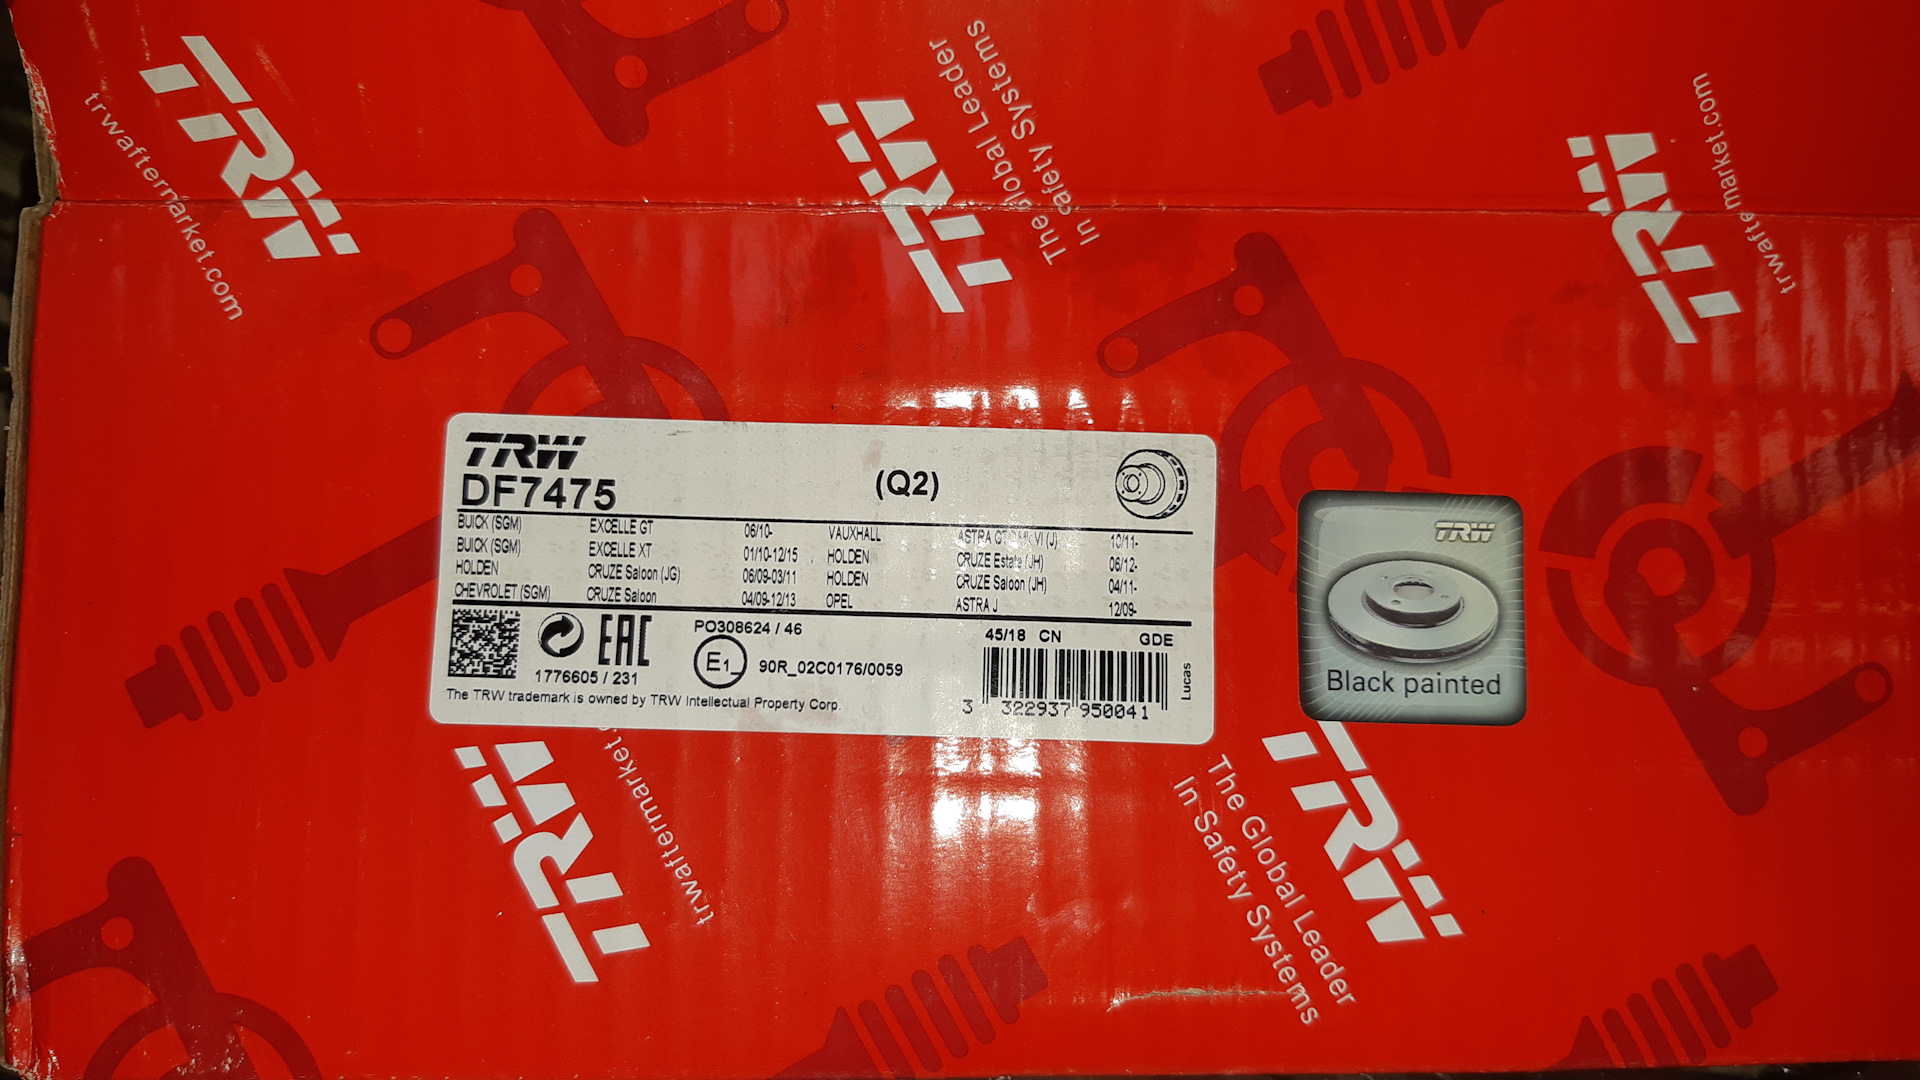 TRW
trwaftermarket.com
TRW
The Global Leader
In Safety Systems
TRW
trwaftermarket.com
TRW
DF7475
(Q2)
BUICK (SGM) EXCELLE GT 06/10- VAUXHALL ASTRA VI (J) 10/11-
BUICK (SGM) EXCELLE XT 01/10-12/15 HOLDEN CRUZE Estate (JH) 06/12-
HOLDEN CRUZE Saloon (JG) 06/09-03/11 HOLDEN CRUZE Saloon (JH) 04/11-
CHEVROLET (SGM) CRUZE Saloon 04/09-12/13 OPEL ASTRA J 12/09-
EAC
1776605 / 231
PO308624 / 46
E1
90R_02C0176/0059
45/18 CN GDE
3 322937 950041
Lucas
The TRW trademark is owned by TRW Intellectual Property Corp.
TRW
Black painted
TRW
trwaftermarket.
TRW
The Global Leader
In Safety Systems